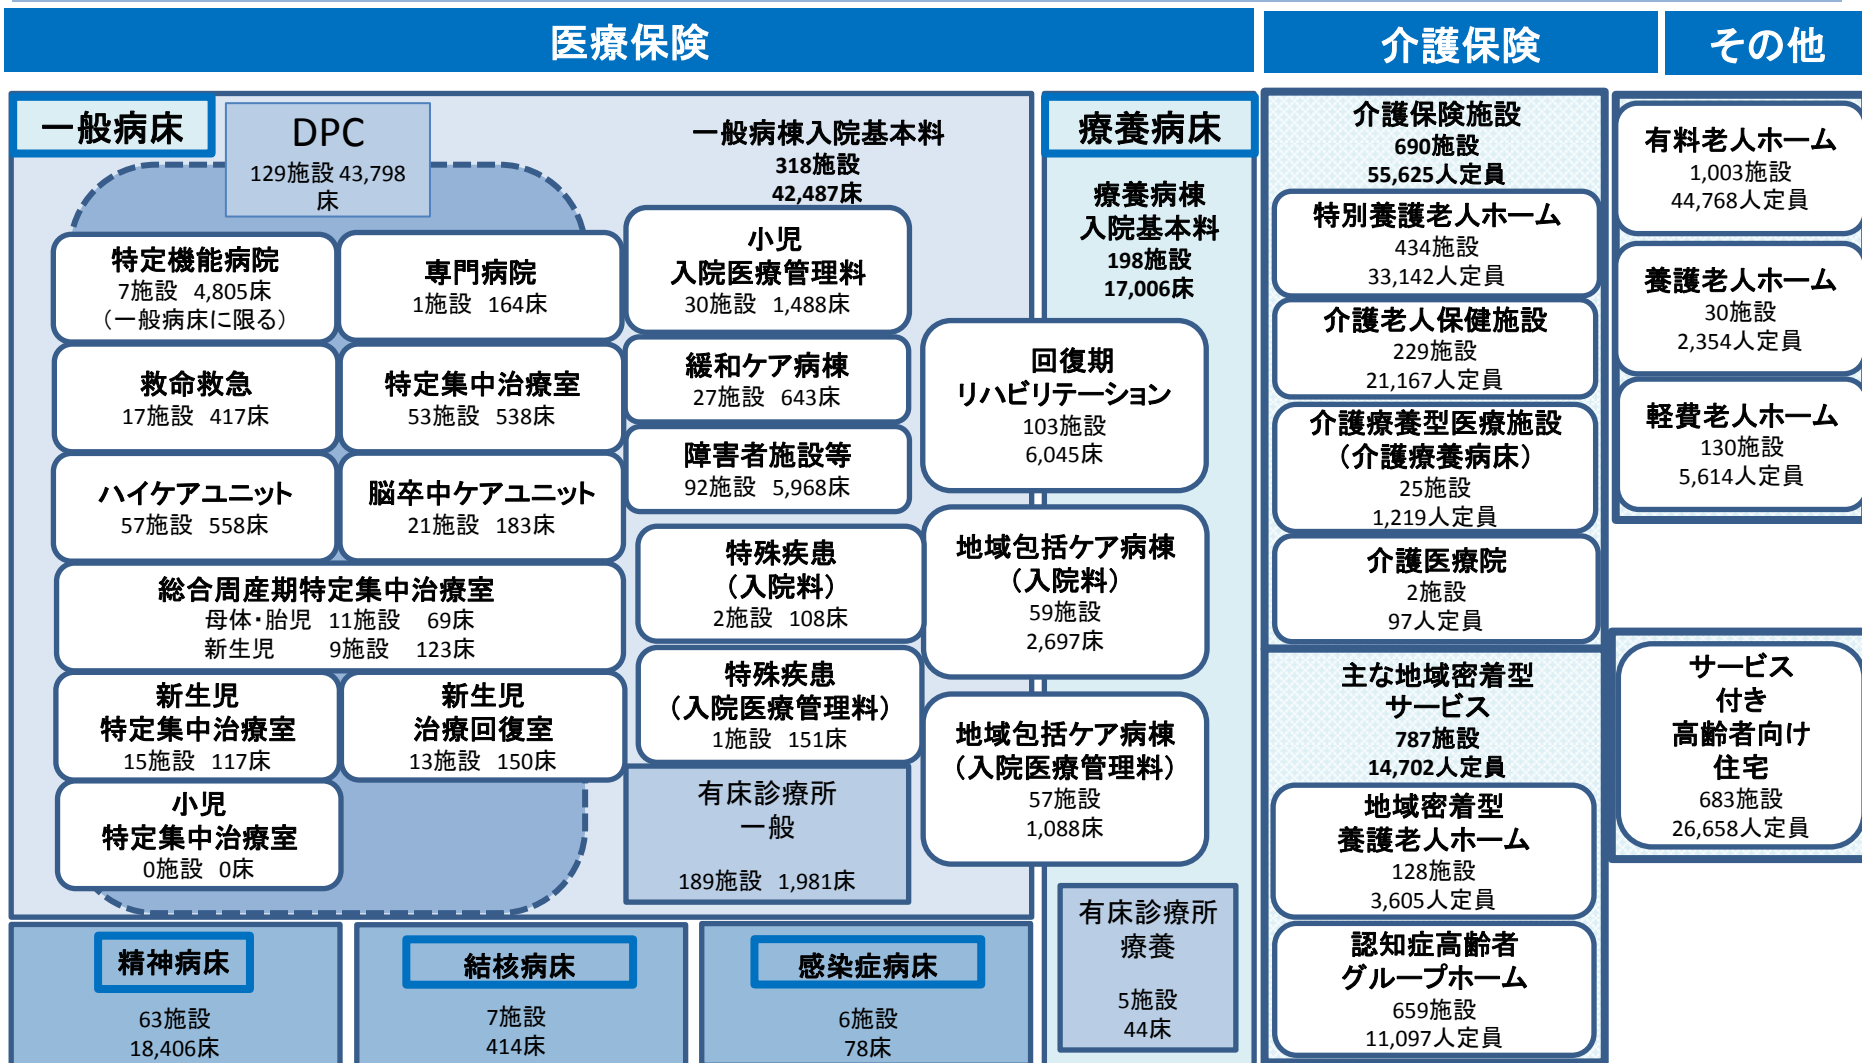 医療保険
介護保険
その他
一般病床
DPC
129施設 43,798
床
一般病棟入院基本料
318施設
42,487床
特定機能病院
7施設 4,805床
（一般病床に限る）
専門病院
1施設 164床
救命救急
17施設 417床
特定集中治療室
53施設 538床
ハイケアユニット
57施設 558床
脳卒中ケアユニット
21施設 183床
総合周産期特定集中治療室
母体・胎児 11施設 69床
新生児 9施設 123床
新生児
特定集中治療室
15施設 117床
新生児
治療回復室
13施設 150床
小児
特定集中治療室
0施設 0床
小児
入院医療管理料
30施設 1,488床
緩和ケア病棟
27施設 643床
障害者施設等
92施設 5,968床
特殊疾患
（入院料）
2施設 108床
特殊疾患
（入院医療管理料）
1施設 151床
有床診療所
一般
189施設 1,981床
療養病床
療養病棟
入院基本料
198施設
17,006床
回復期
リハビリテーション
103施設
6,045床
地域包括ケア病棟
（入院料）
59施設
2,697床
地域包括ケア病棟
（入院医療管理料）
57施設
1,088床
有床診療所
療養
5施設
44床
精神病床
63施設
18,406床
結核病床
7施設
414床
感染症病床
6施設
78床
介護保険施設
690施設
55,625人定員
特別養護老人ホーム
434施設
33,142人定員
介護老人保健施設
229施設
21,167人定員
介護療養型医療施設
（介護療養病床）
25施設
1,219人定員
介護医療院
2施設
97人定員
主な地域密着型
サービス
787施設
14,702人定員
地域密着型
養護老人ホーム
128施設
3,605人定員
認知症高齢者
グループホーム
659施設
11,097人定員
有料老人ホーム
1,003施設
44,768人定員
養護老人ホーム
30施設
2,354人定員
軽費老人ホーム
130施設
5,614人定員
サービス
付き
高齢者向け
住宅
683施設
26,658人定員